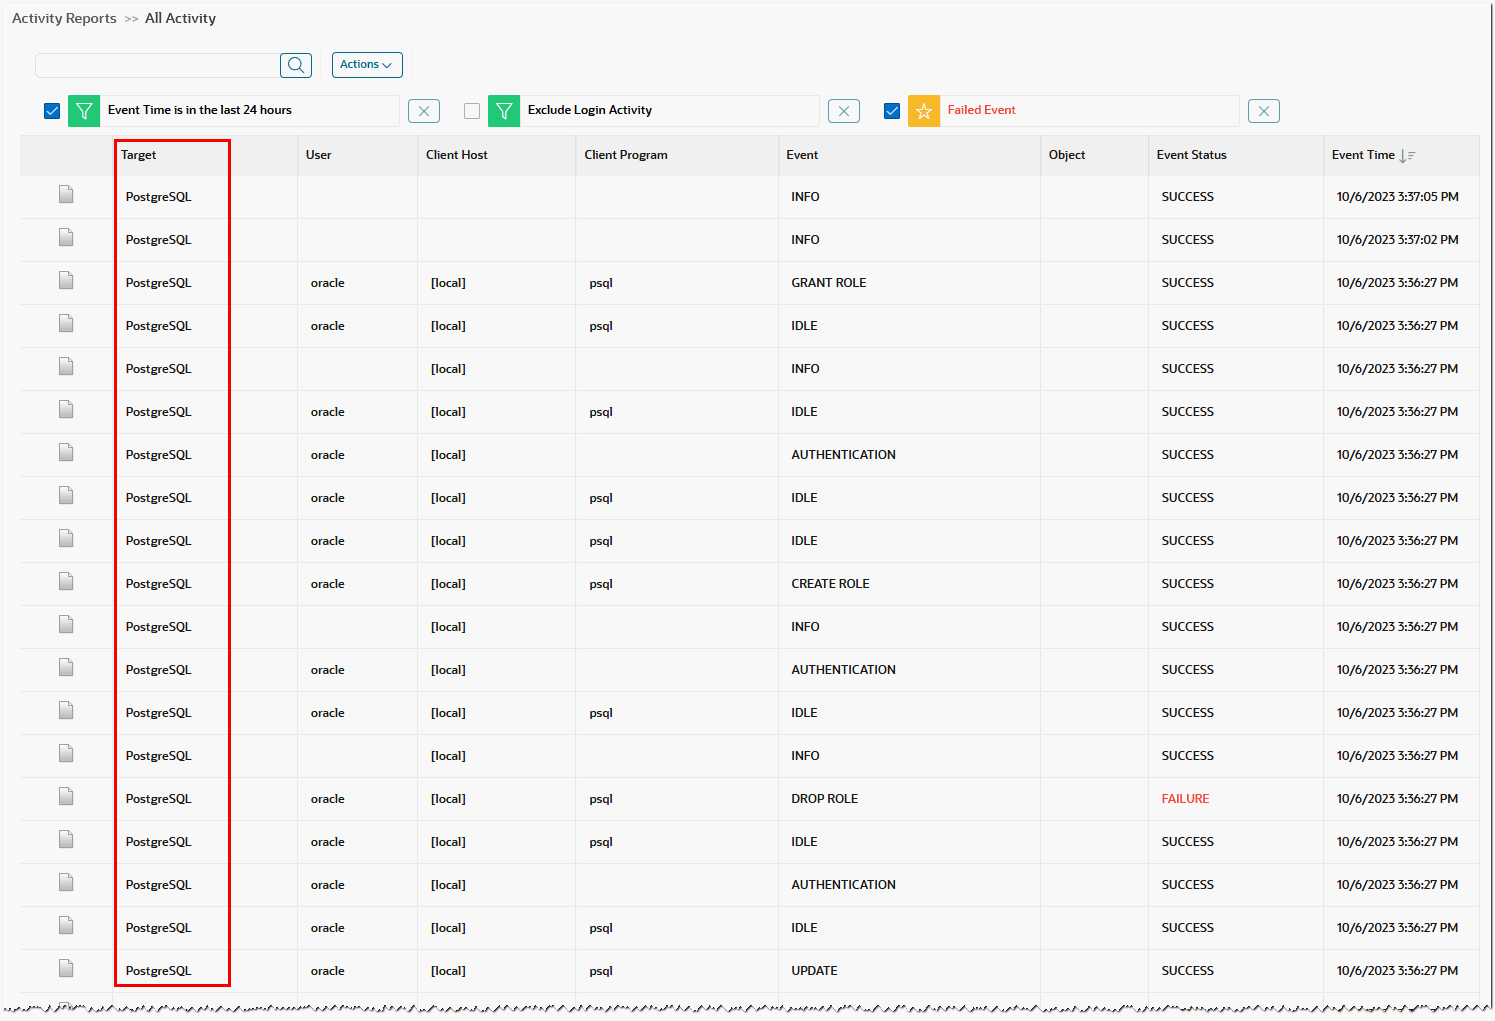 Activity Reports >> All Activity
Actions
Event Time is in the last 24 hours Exclude Login Activity Failed Event
Target User Client Host Client Program Event Object Event Status Event Time
PostgreSQL INFO SUCCESS 10/6/2023 3:37:05 PM
PostgreSQL INFO SUCCESS 10/6/2023 3:37:02 PM
PostgreSQL oracle [local] psql GRANT ROLE SUCCESS 10/6/2023 3:36:27 PM
PostgreSQL oracle [local] psql IDLE SUCCESS 10/6/2023 3:36:27 PM
PostgreSQL [local] INFO SUCCESS 10/6/2023 3:36:27 PM
PostgreSQL oracle [local] psql IDLE SUCCESS 10/6/2023 3:36:27 PM
PostgreSQL oracle [local] AUTHENTICATION SUCCESS 10/6/2023 3:36:27 PM
PostgreSQL oracle [local] psql IDLE SUCCESS 10/6/2023 3:36:27 PM
PostgreSQL oracle [local] psql IDLE SUCCESS 10/6/2023 3:36:27 PM
PostgreSQL oracle [local] psql CREATE ROLE SUCCESS 10/6/2023 3:36:27 PM
PostgreSQL [local] INFO SUCCESS 10/6/2023 3:36:27 PM
PostgreSQL oracle [local] AUTHENTICATION SUCCESS 10/6/2023 3:36:27 PM
PostgreSQL oracle [local] psql IDLE SUCCESS 10/6/2023 3:36:27 PM
PostgreSQL [local] INFO SUCCESS 10/6/2023 3:36:27 PM
PostgreSQL oracle [local] psql DROP ROLE FAILURE 10/6/2023 3:36:27 PM
PostgreSQL oracle [local] psql IDLE SUCCESS 10/6/2023 3:36:27 PM
PostgreSQL oracle [local] AUTHENTICATION SUCCESS 10/6/2023 3:36:27 PM
PostgreSQL oracle [local] psql IDLE SUCCESS 10/6/2023 3:36:27 PM
PostgreSQL oracle [local] psql UPDATE SUCCESS 10/6/2023 3:36:27 PM